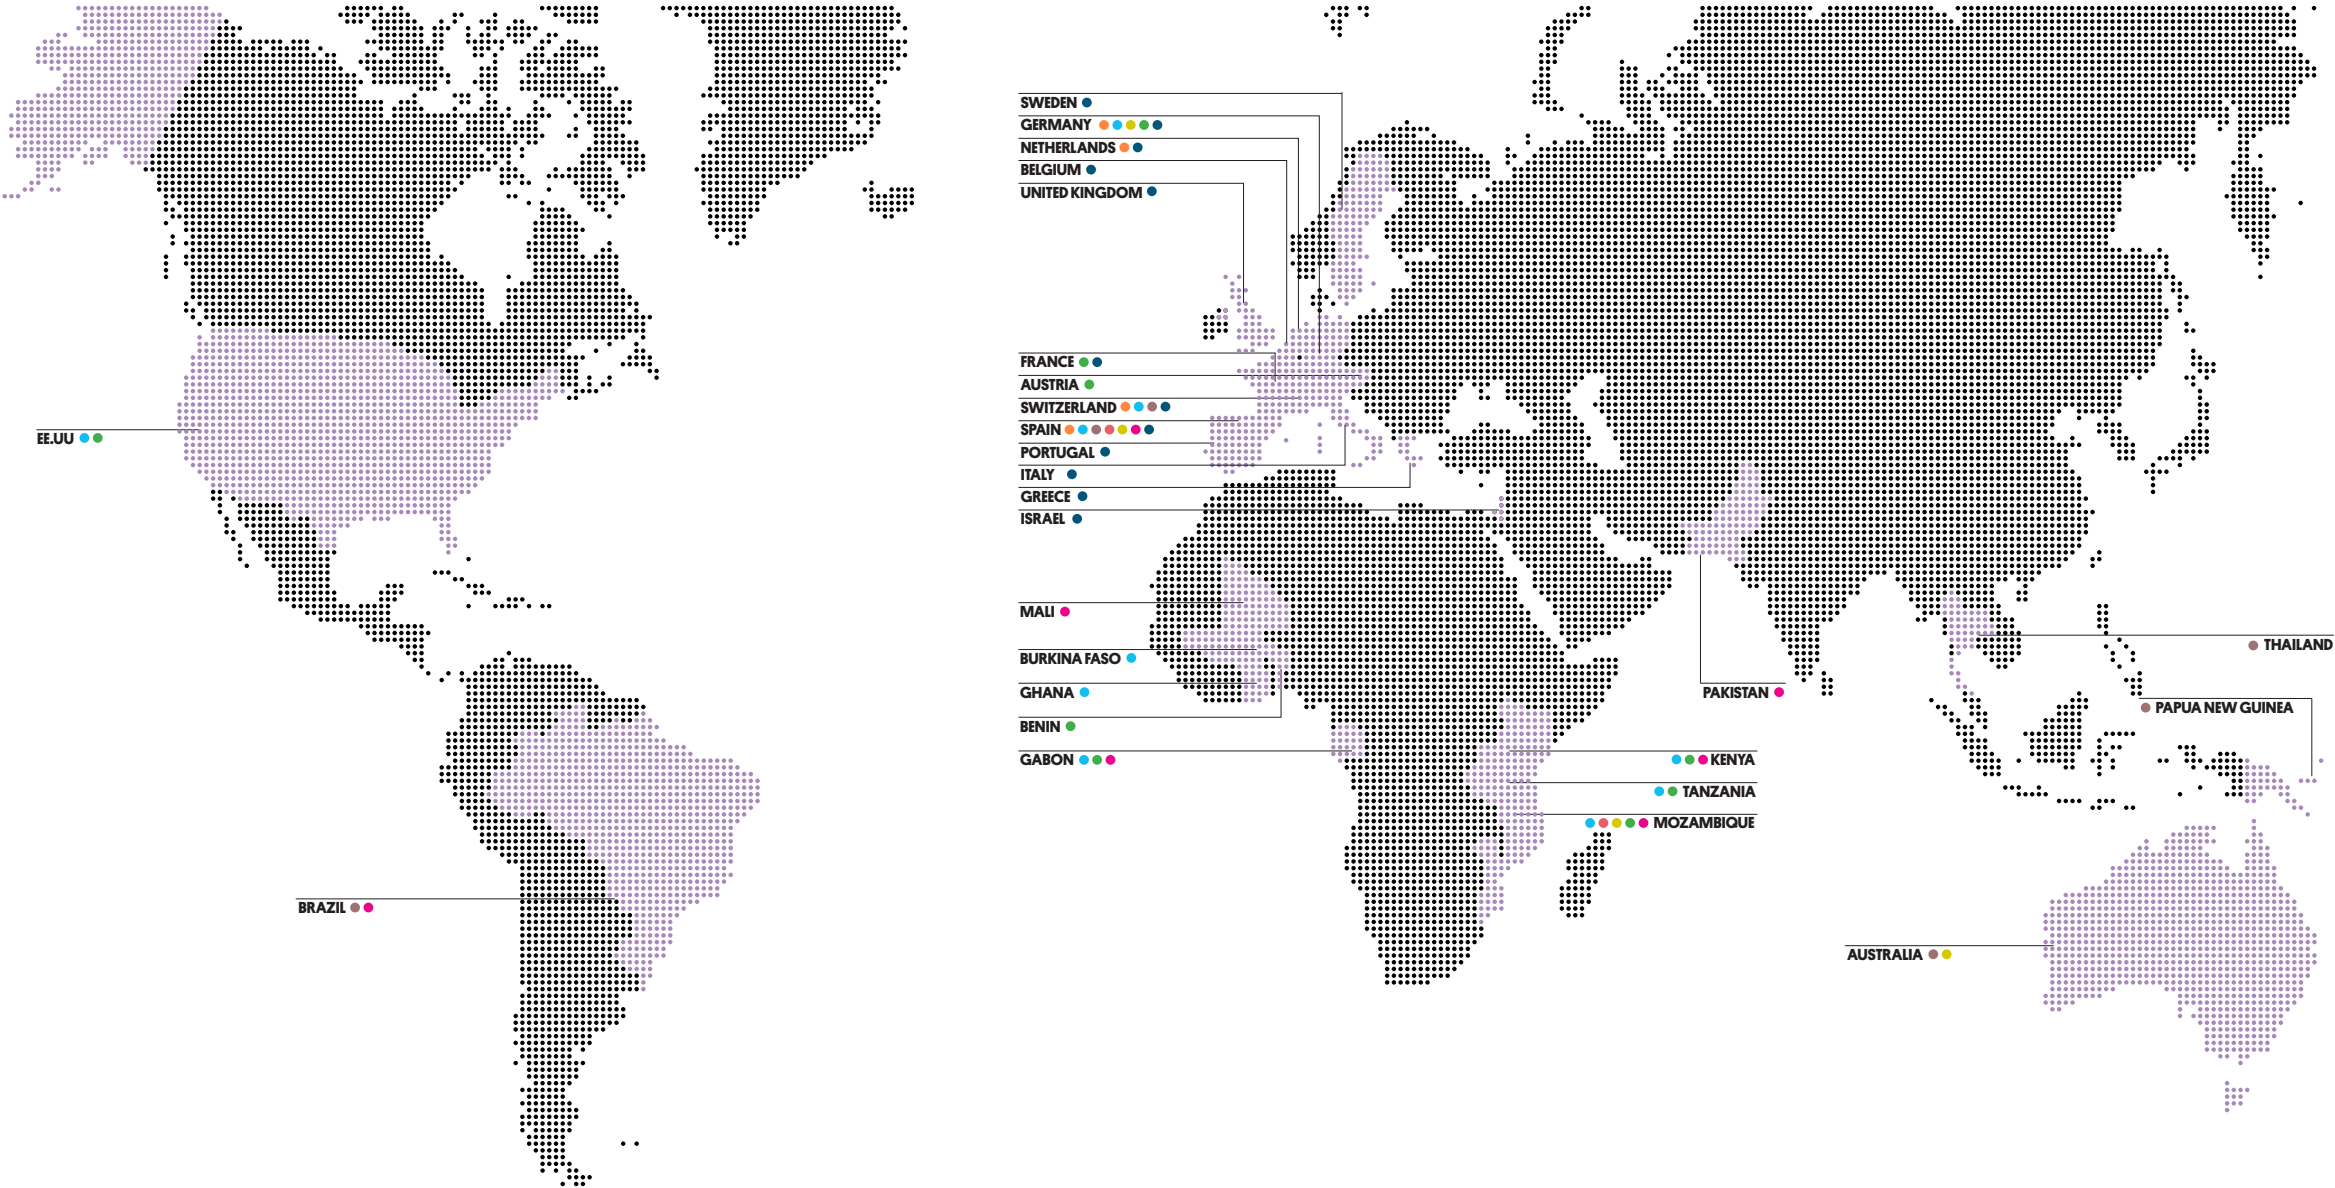 SWEDEN
GERMANY
NETHERLANDS
BELGIUM
UNITED KINGDOM
FRANCE
AUSTRIA
SWITZERLAND
SPAIN
PORTUGAL
ITALY
GREECE
ISRAEL
EE.UU
MALI
BURKINA FASO
GHANA
BENIN
GABON
KENYA
TANZANIA
MOZAMBIQUE
THAILAND
PAKISTAN
PAPUA NEW GUINEA
BRAZIL
AUSTRALIA